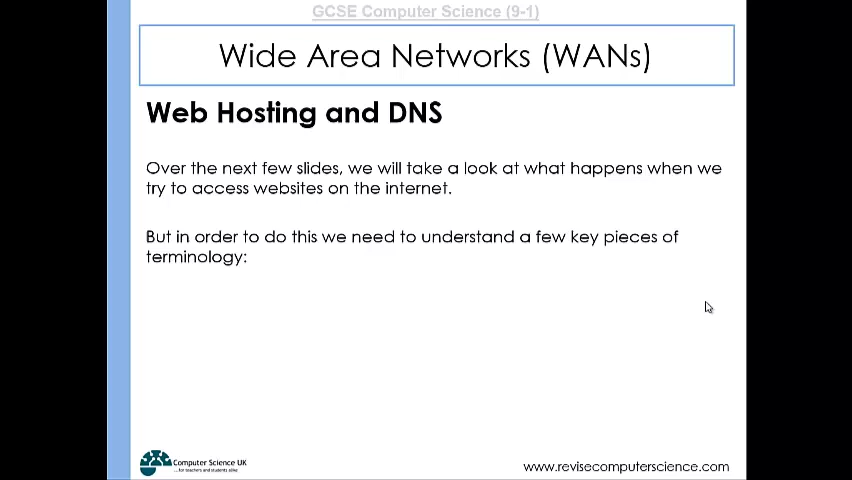 GCSE Computer Science (9-1)
Wide Area Networks (WANs)
Web Hosting and DNS
Over the next few slides, we will take a look at what happens when we
try to access websites on the internet.
But in order to do this we need to understand a few key pieces of
terminology:
Computer Science UK
...for teachers and students alike
www.revisecomputerscience.com